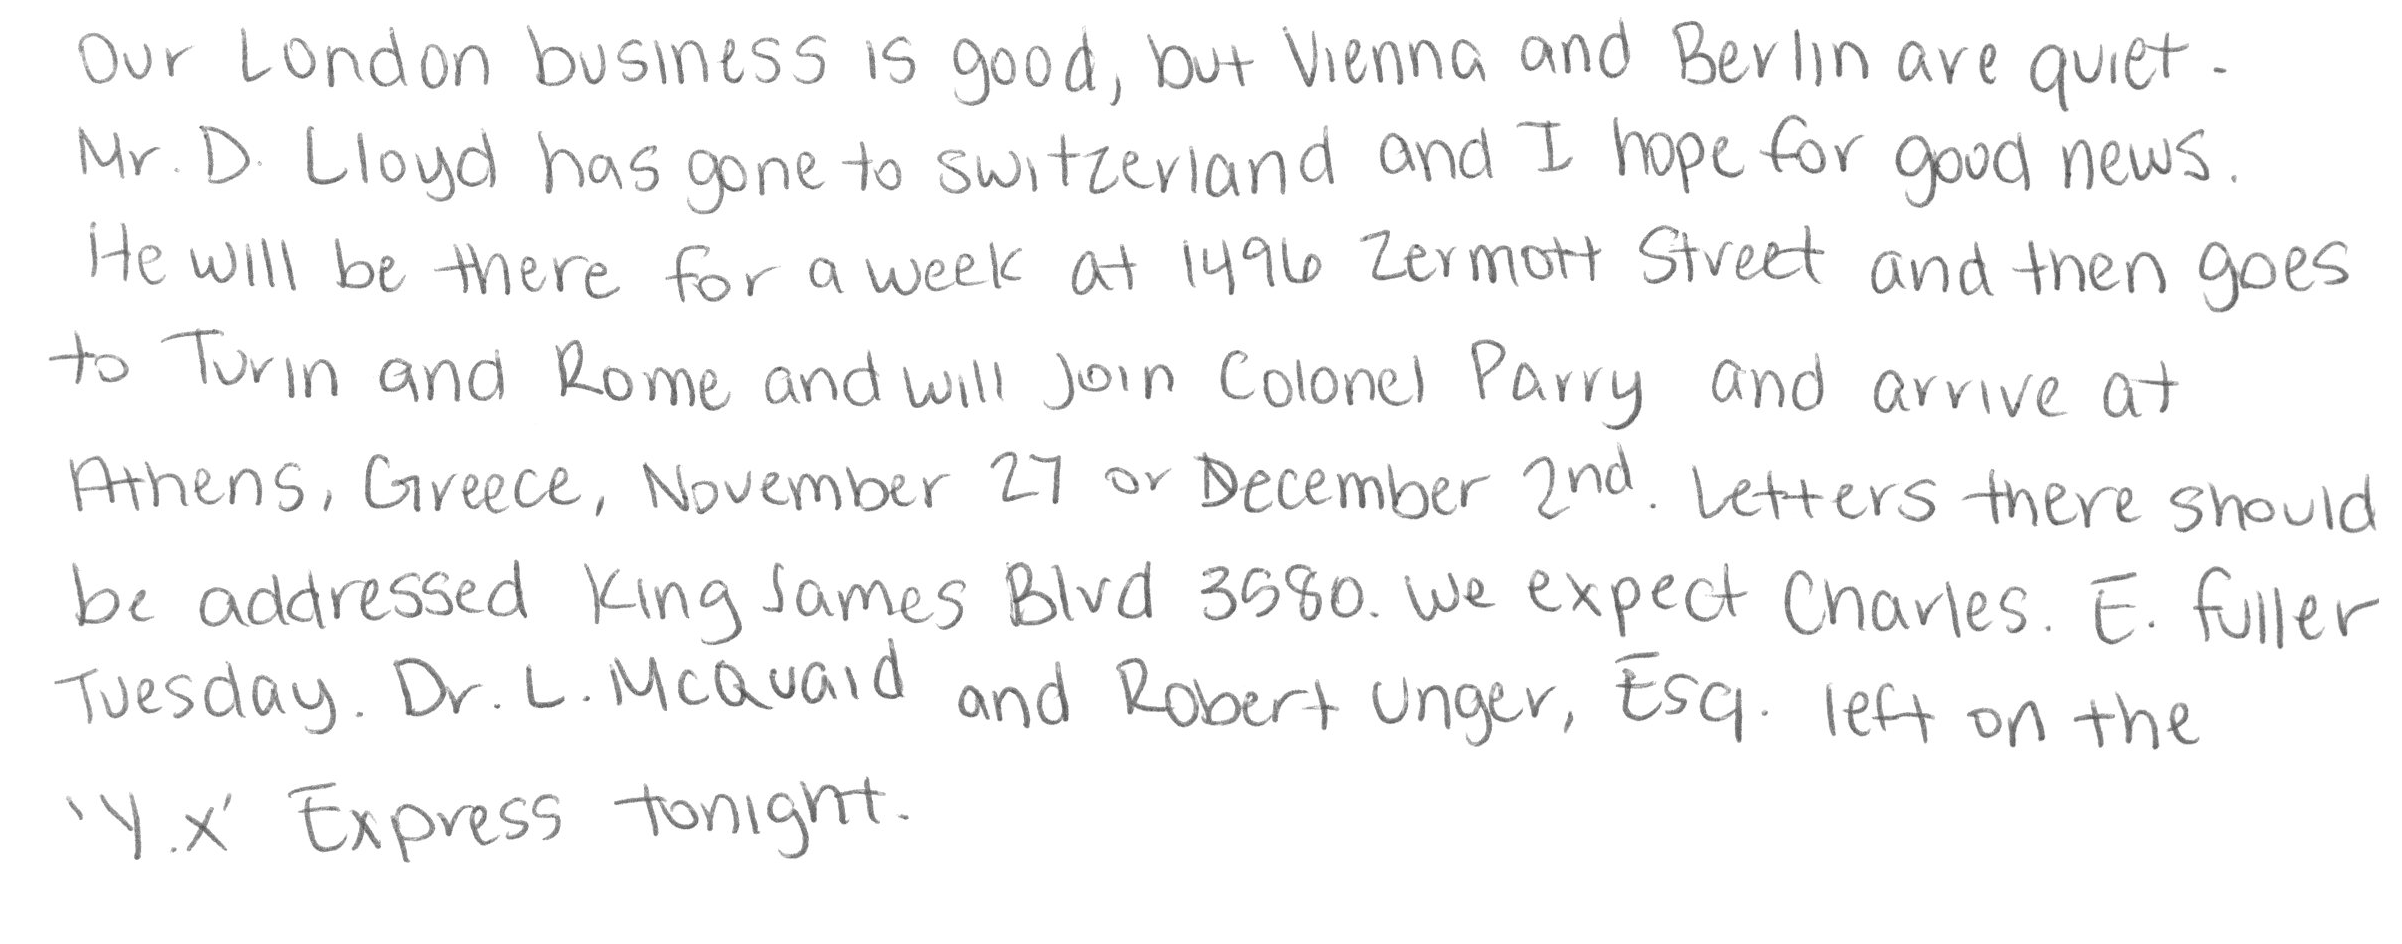 Our London business is good, but Vienna and Berlin are quiet.
Mr. D. Lloyd has gone to Switzerland and I hope for good news.
He will be there for a week at 1496 Zermott Street and then goes
to Turin and Rome and will Join Colonel Parry and arrive at
Athens, Greece, November 27 or December 2nd. Letters there should
be addressed King James Blvd 3580. We expect Charles. E. fuller
Tuesday. Dr. L. McQuaid and Robert Unger, Esq. left on the
'Y.X' Express tonight.